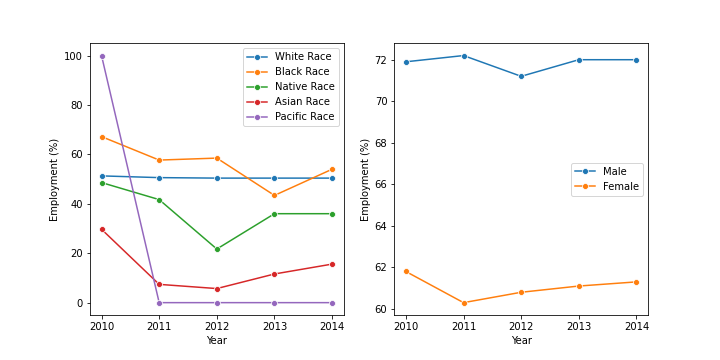 100
80
60
40
20
0
Employment (%)
2010 2011 2012 2013 2014
Year
White Race
Black Race
Native Race
Asian Race
Pacific Race
72
70
68
66
64
62
60
Employment (%)
2010 2011 2012 2013 2014
Year
Male
Female